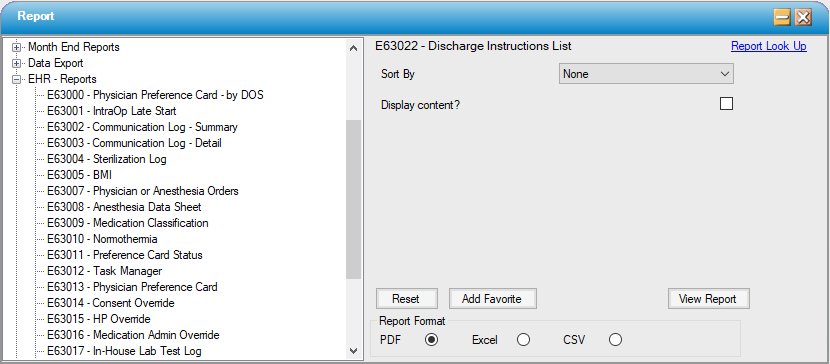 Report
Month End Reports
Data Export
EHR - Reports
E63000 - Physician Preference Card - by DOS
E63001 - IntraOp Late Start
E63002 - Communication Log - Summary
E63003 - Communication Log - Detail
E63004 - Sterilization Log
E63005 - BMI
E63007 - Physician or Anesthesia Orders
E63008 - Anesthesia Data Sheet
E63009 - Medication Classification
E63010 - Normothermia
E63011 - Preference Card Status
E63012 - Task Manager
E63013 - Physician Preference Card
E63014 - Consent Override
E63015 - HP Override
E63016 - Medication Admin Override
E63017 - In-House Lab Test Log
E63022 - Discharge Instructions List
Report Look Up
Sort By
None
Display content?
Reset
Add Favorite
View Report
Report Format
PDF
Excel
CSV